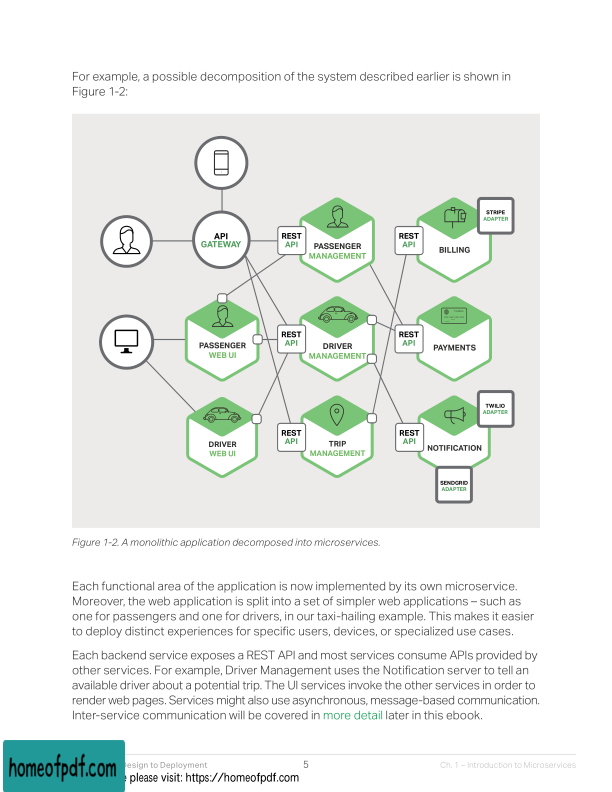 For example, a possible decomposition of the system described earlier is shown in
Figure 1-2:
API
GATEWAY
REST
API
PASSENGER
MANAGEMENT
REST
API
BILLING
STRIPE
ADAPTER
PASSENGER
WEB UI
REST
API
DRIVER
MANAGEMENT
REST
API
PAYMENTS
DRIVER
WEB UI
REST
API
TRIP
MANAGEMENT
REST
API
NOTIFICATION
TWILIO
ADAPTER
SENDGRID
ADAPTER
Figure 1-2. A monolithic application decomposed into microservices.
Each functional area of the application is now implemented by its own microservice.
Moreover, the web application is split into a set of simpler web applications – such as
one for passengers and one for drivers, in our taxi-hailing example. This makes it easier
to deploy distinct experiences for specific users, devices, or specialized use cases.
Each backend service exposes a REST API and most services consume APIs provided by
other services. For example, Driver Management uses the Notification server to tell an
available driver about a potential trip. The UI services invoke the other services in order to
render web pages. Services might also use asynchronous, message-based communication.
Inter-service communication will be covered in more detail later in this ebook.
esign to Deployment 5 Ch. 1 – Introduction to Microservices
homeofpdf.com
please visit: https://homeofpdf.com